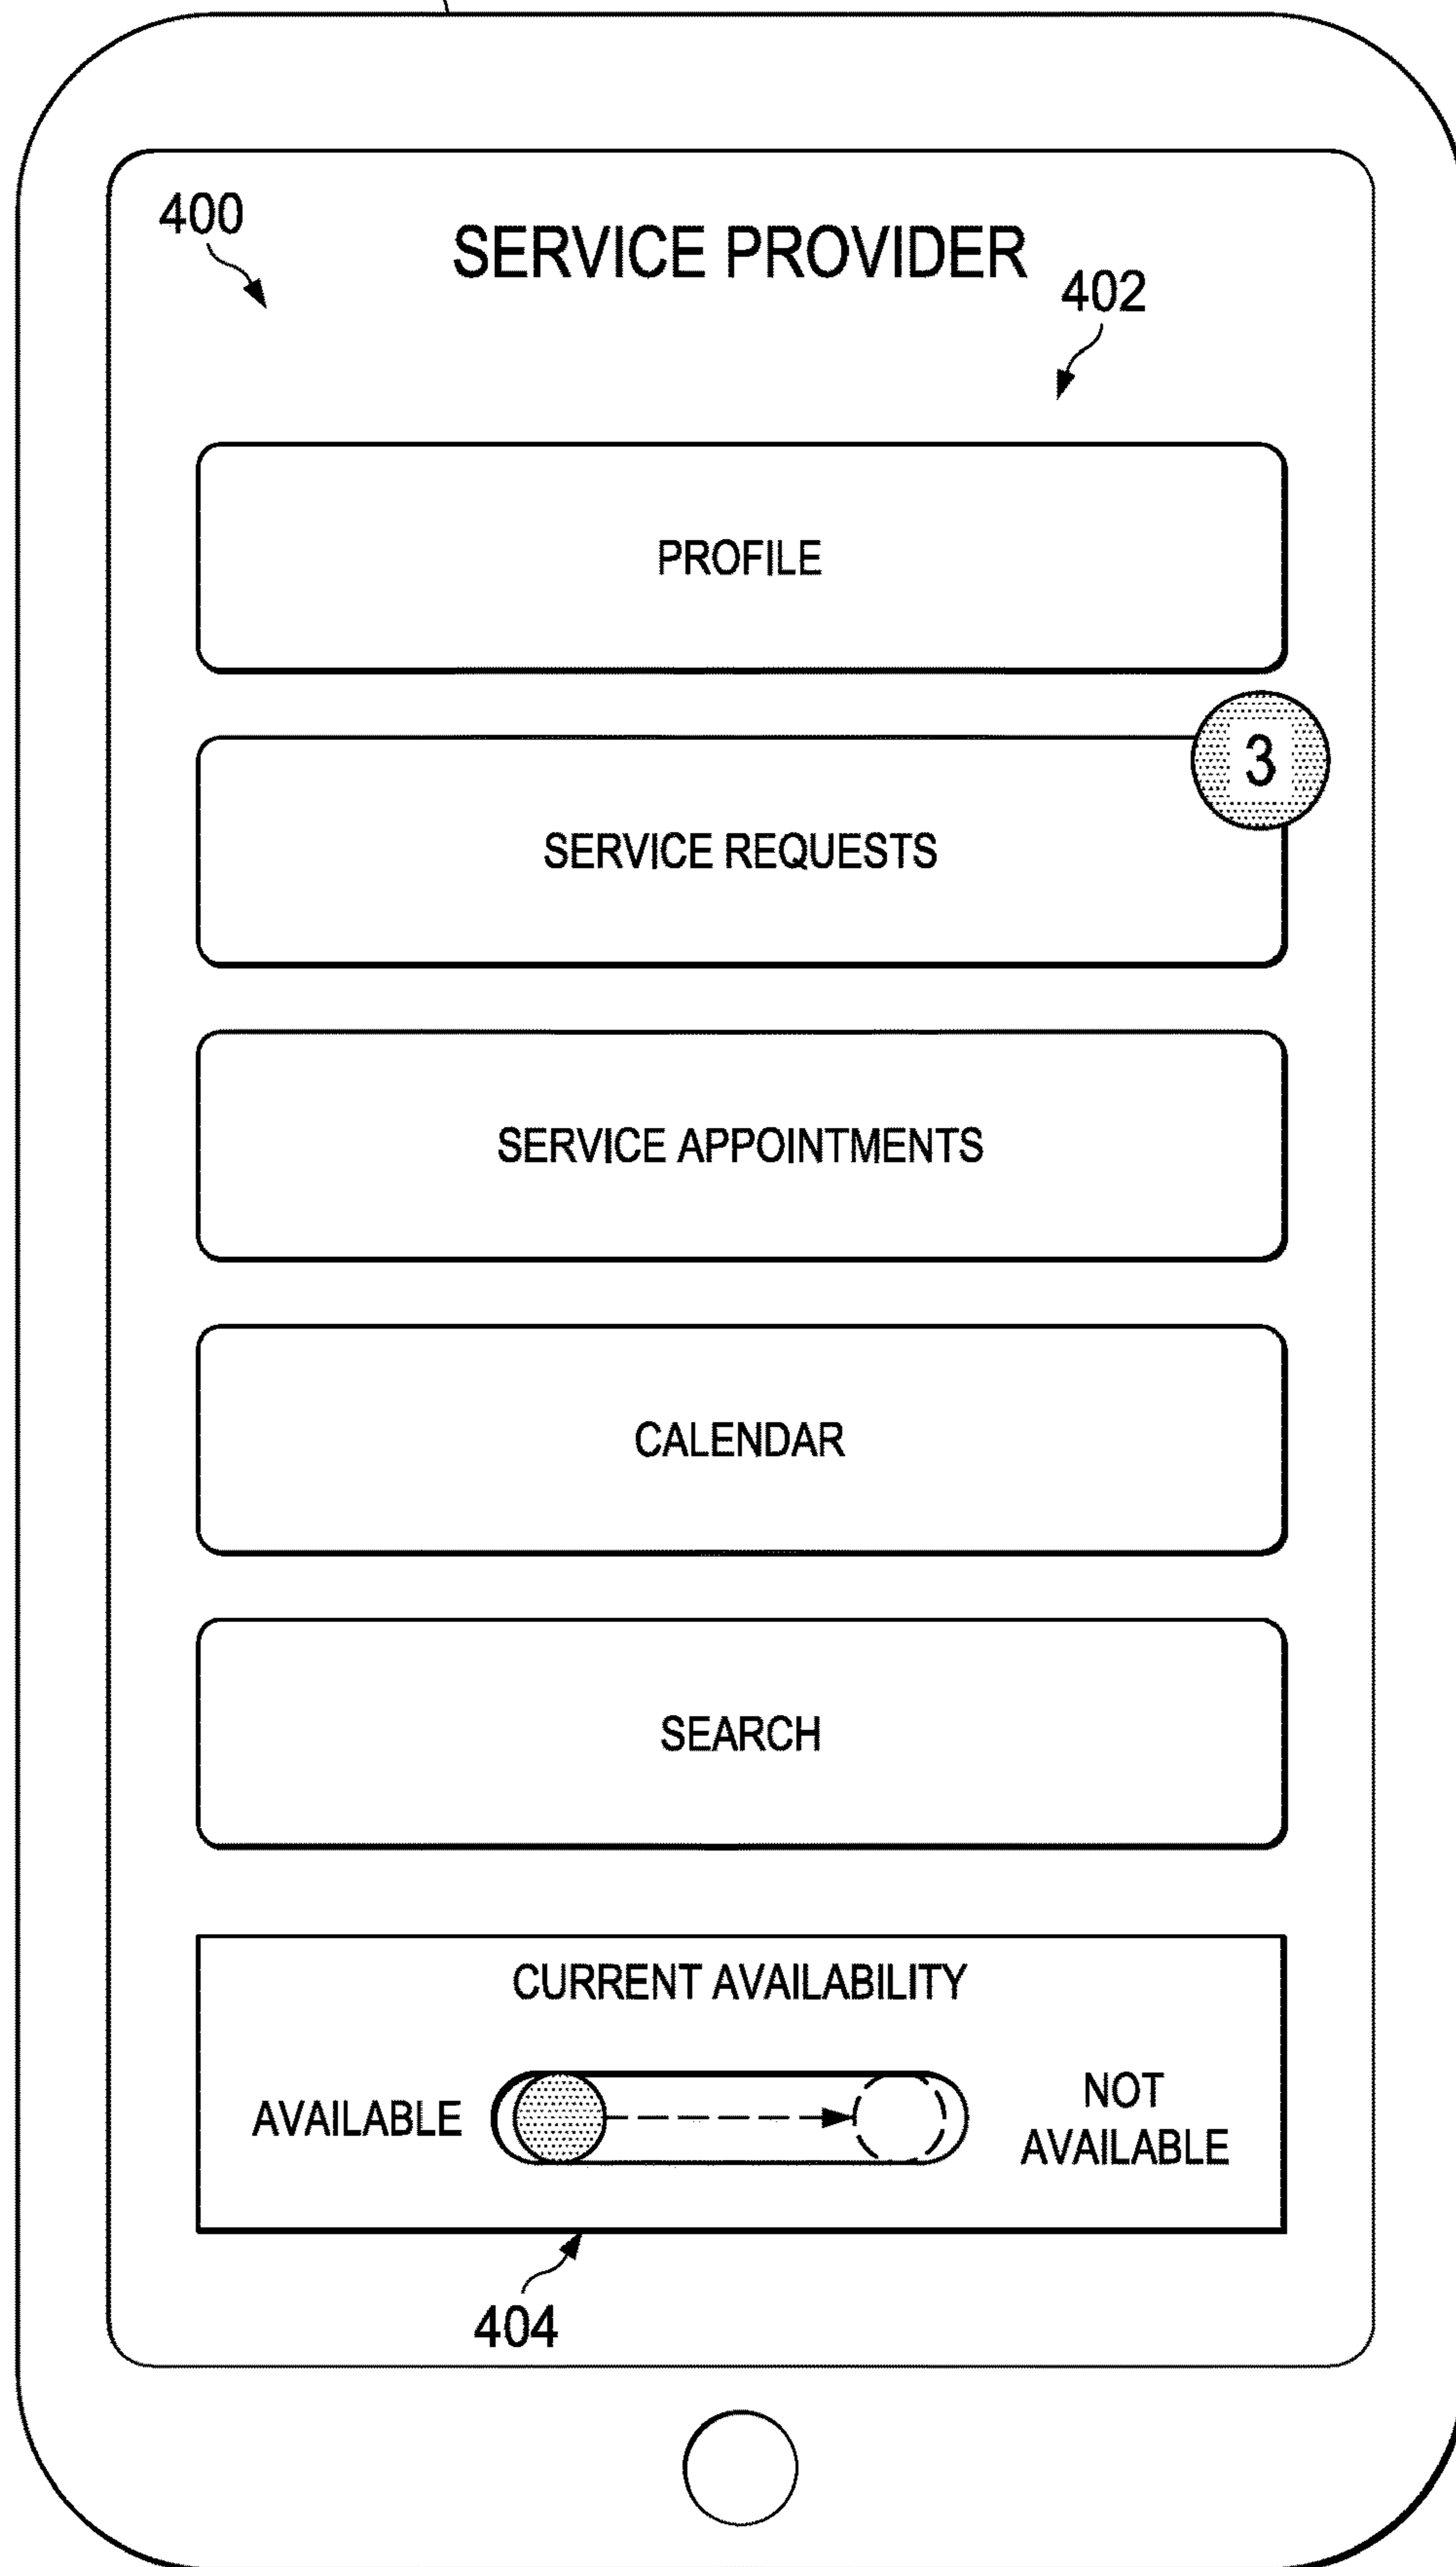 400
SERVICE PROVIDER
402
PROFILE
3
SERVICE REQUESTS
SERVICE APPOINTMENTS
CALENDAR
SEARCH
CURRENT AVAILABILITY
AVAILABLE
NOT
AVAILABLE
404